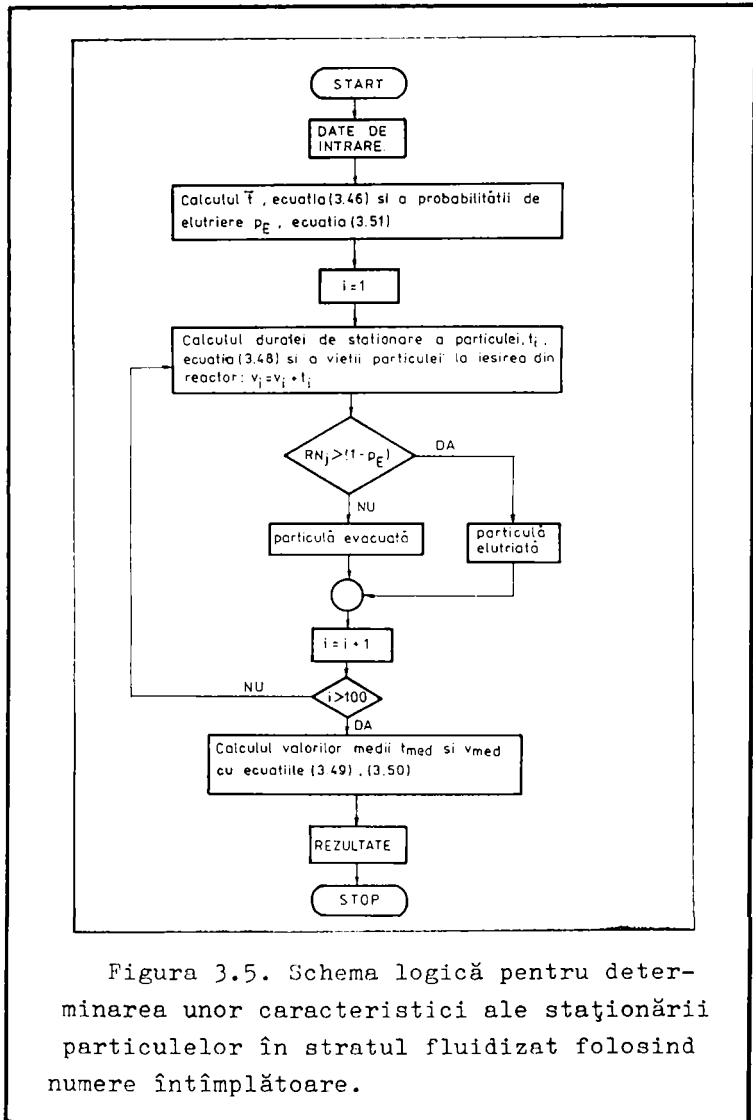 START
DATE DE
INTRARE.
Calculul t̄ , ecuatia (3.46) si a probabilitătii de
elutriere pE , ecuatia (3.51)
i=1
Calculul duratei de stationare a particulei, ti ,
ecuatia (3.48) si a vietii particulei la iesirea din
reactor: vi=vi+ti
RNj>(1-pE)
DA
NU
particulă evacuată
particulă
elutriată
i=i+1
NU
i>100
DA
Calculul valorilor medii tmed si vmed
cu ecuatiile (3.49) , (3.50)
REZULTATE
STOP
Figura 3.5. Schema logică pentru deter-
minarea unor caracteristici ale staţionării
particulelor în stratul fluidizat folosind
numere întîmplătoare.